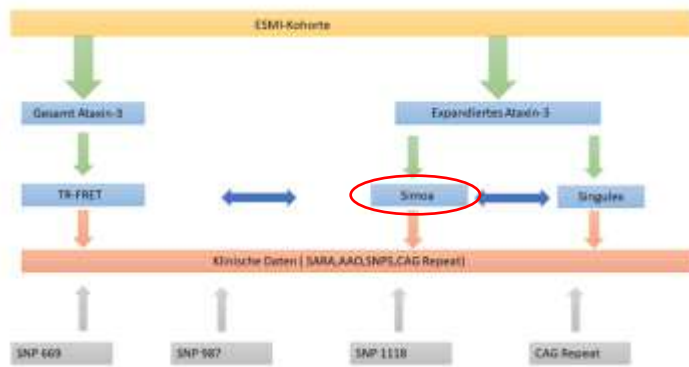 ESMI-Kohorte
Gesamt Ataxin-3
Expandiertes Ataxin-3
TR-FRET
Simoa
Singulex
Klinische Daten ( SARA,AAO,SNPS,CAG Repeat)
SNP 669
SNP 987
SNP 1118
CAG Repeat